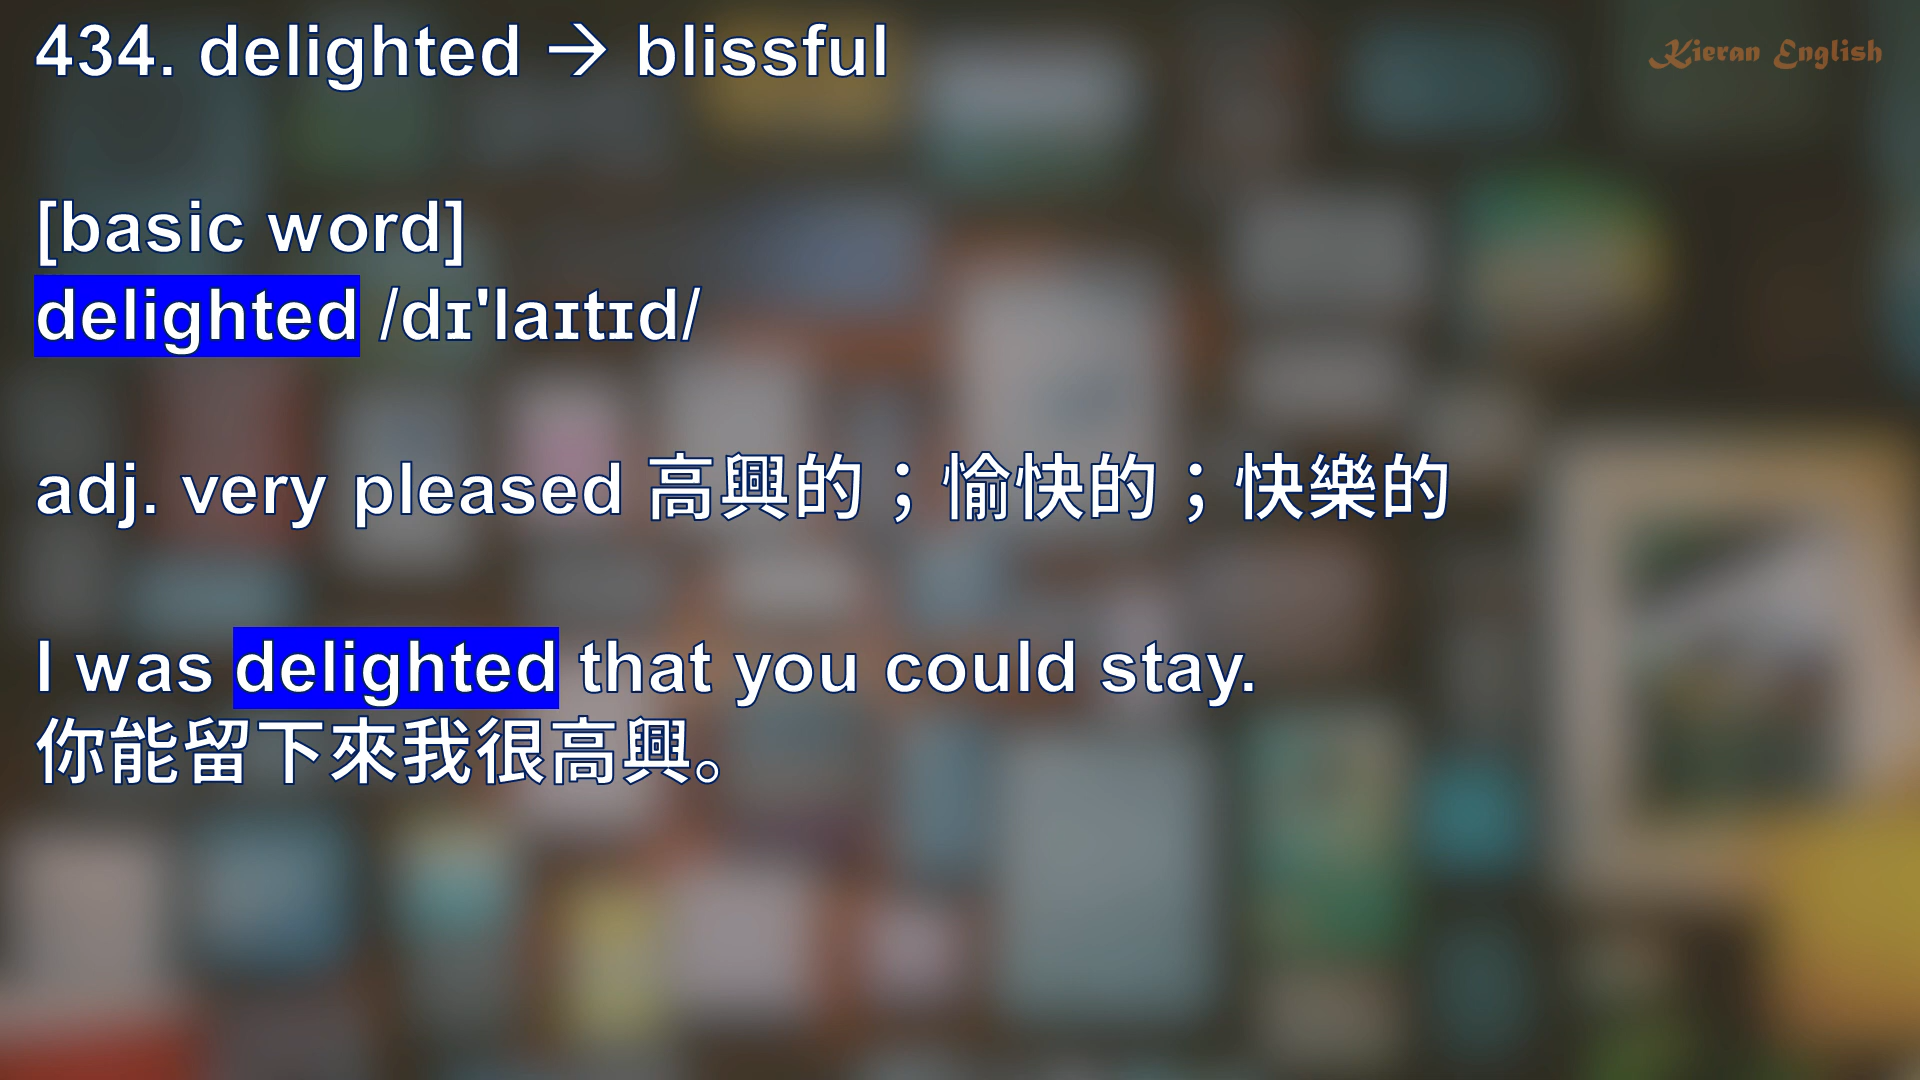 434. delighted → blissful
Kieran English
[basic word]
delighted /dɪ'laɪtɪd/
adj. very pleased 高興的；愉快的；快樂的
I was delighted that you could stay.
你能留下來我很高興。